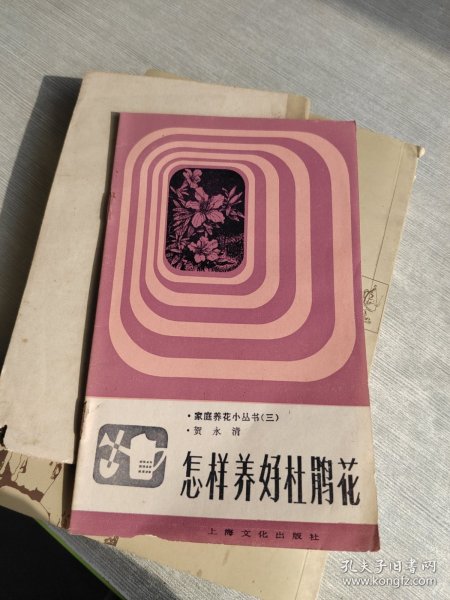 ·家庭养花小丛书(三)
·贺永清
怎样养好杜鹃花
上海文化出版社
孔夫子旧书网
www.kongfz.com